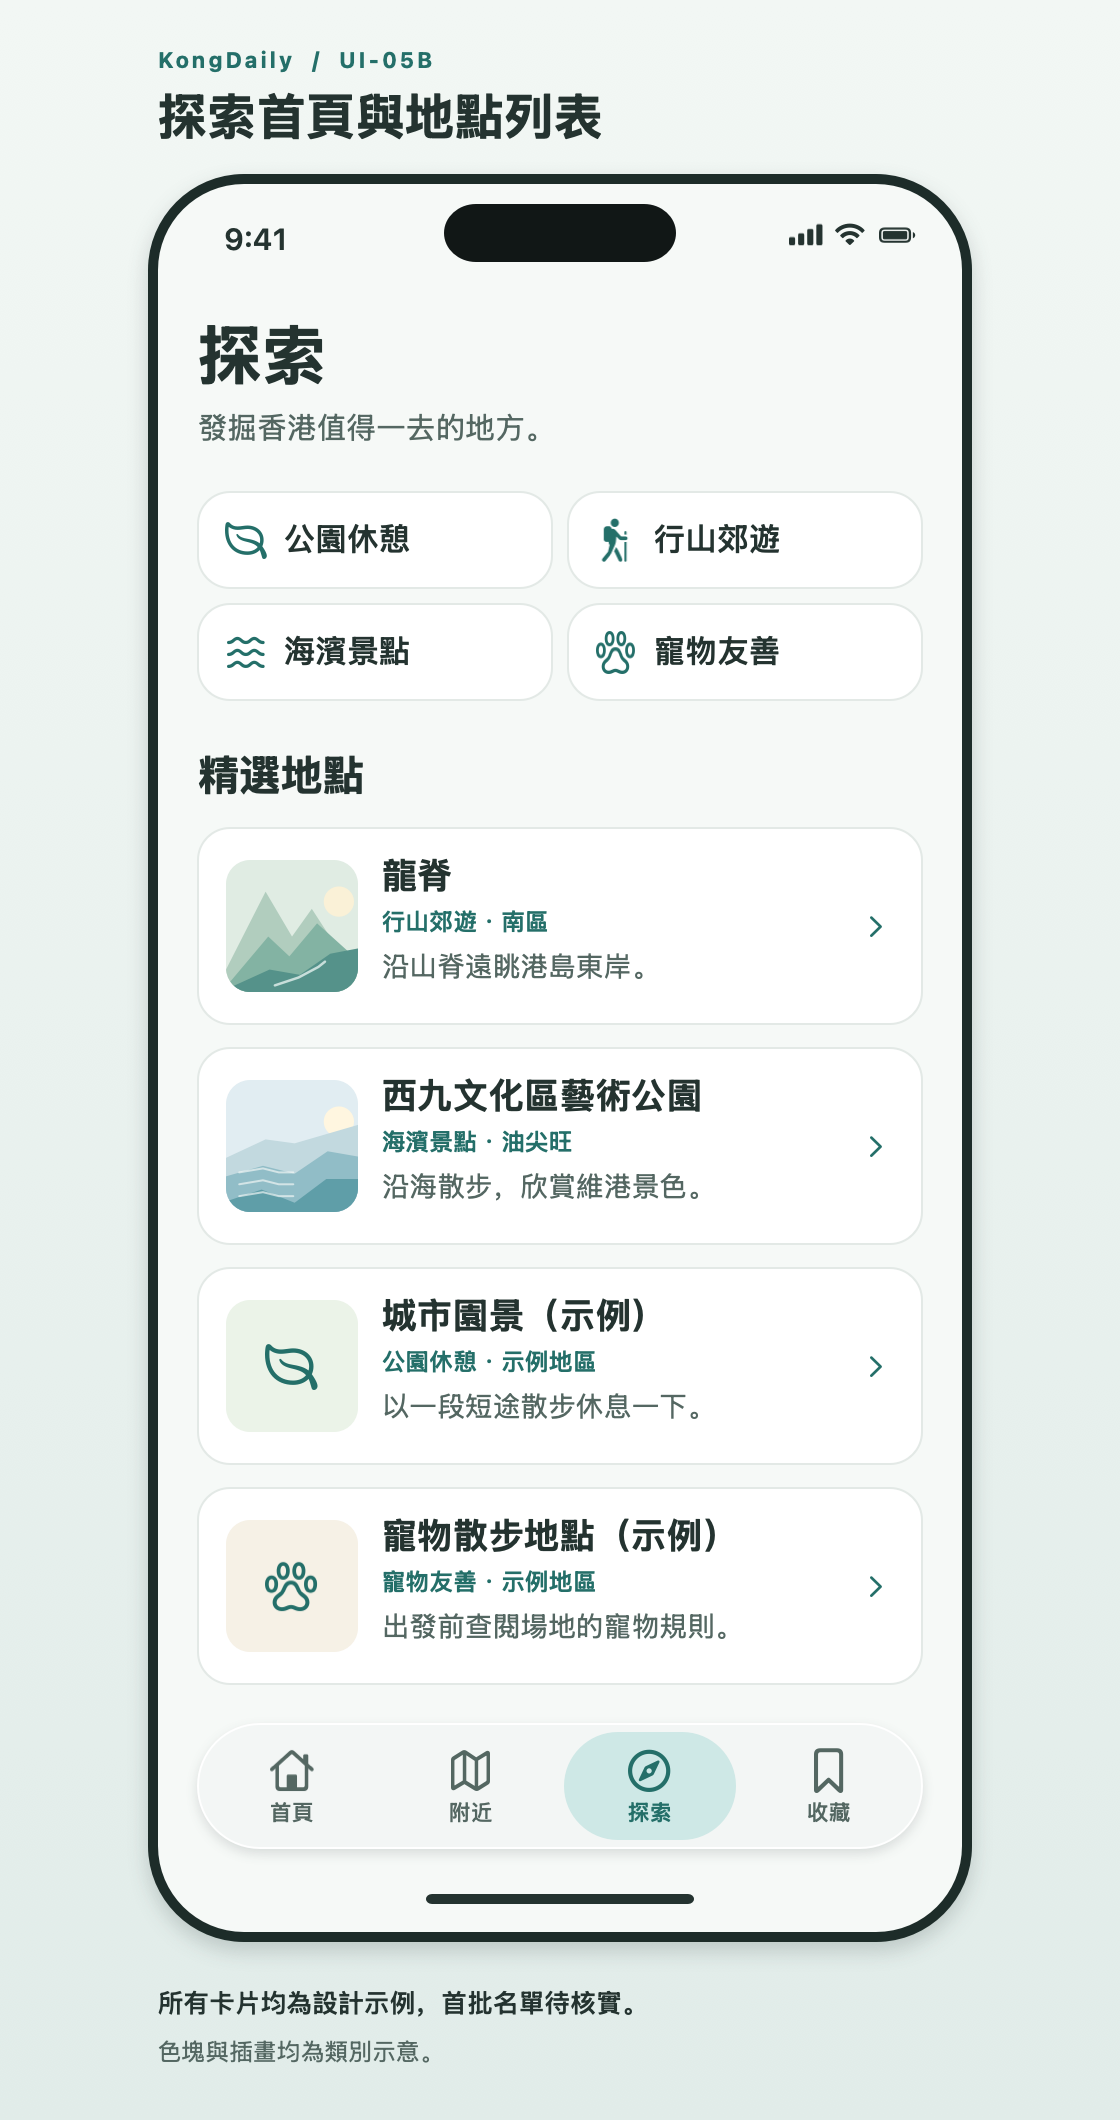 KongDaily / UI-05B
探索首頁與地點列表
9:41
探索
發掘香港值得一去的地方。
公園休憩
行山郊遊
海濱景點
寵物友善
精選地點
龍脊
行山郊遊 · 南區
沿山脊遠眺港島東岸。
西九文化區藝術公園
海濱景點 · 油尖旺
沿海散步，欣賞維港景色。
城市園景（示例）
公園休憩 · 示例地區
以一段短途散步休息一下。
寵物散步地點（示例）
寵物友善 · 示例地區
出發前查閱場地的寵物規則。
首頁
附近
探索
收藏
所有卡片均為設計示例，首批名單待核實。
色塊與插畫均為類別示意。